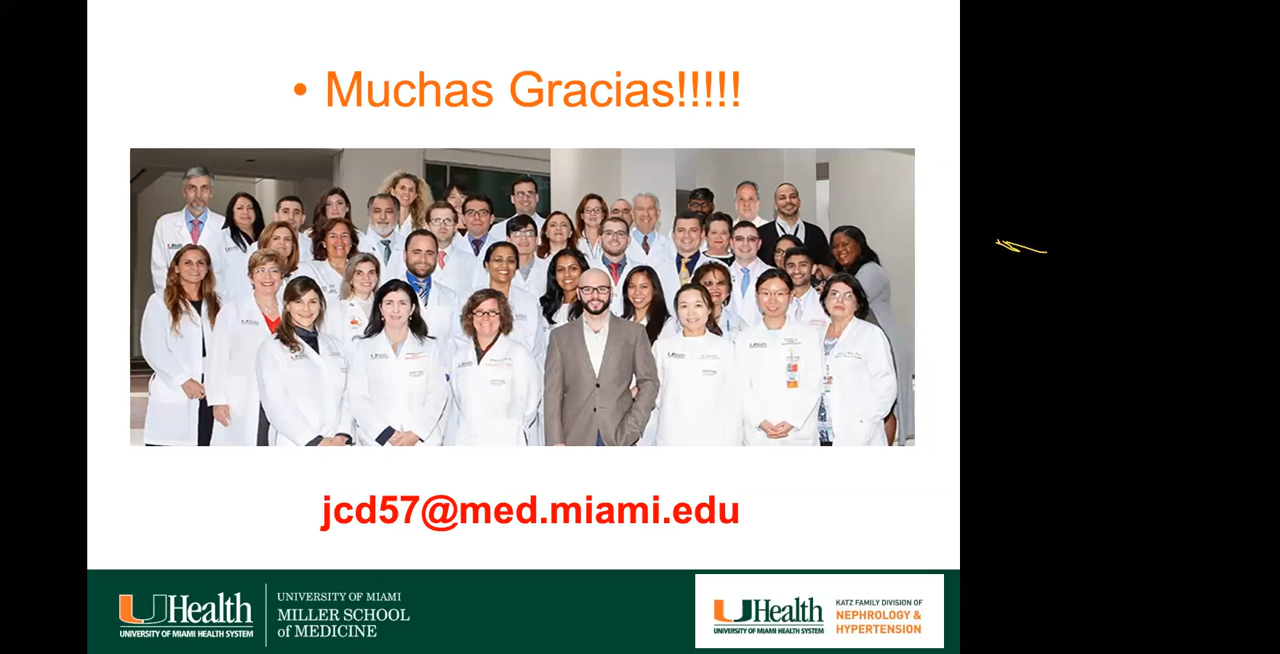 • Muchas Gracias!!!!!
jcd57@med.miami.edu
UHealth
UNIVERSITY OF MIAMI HEALTH SYSTEM
UNIVERSITY OF MIAMI
MILLER SCHOOL
of MEDICINE
UHealth
UNIVERSITY OF MIAMI HEALTH SYSTEM
KATZ FAMILY DIVISION OF
NEPHROLOGY &
HYPERTENSION